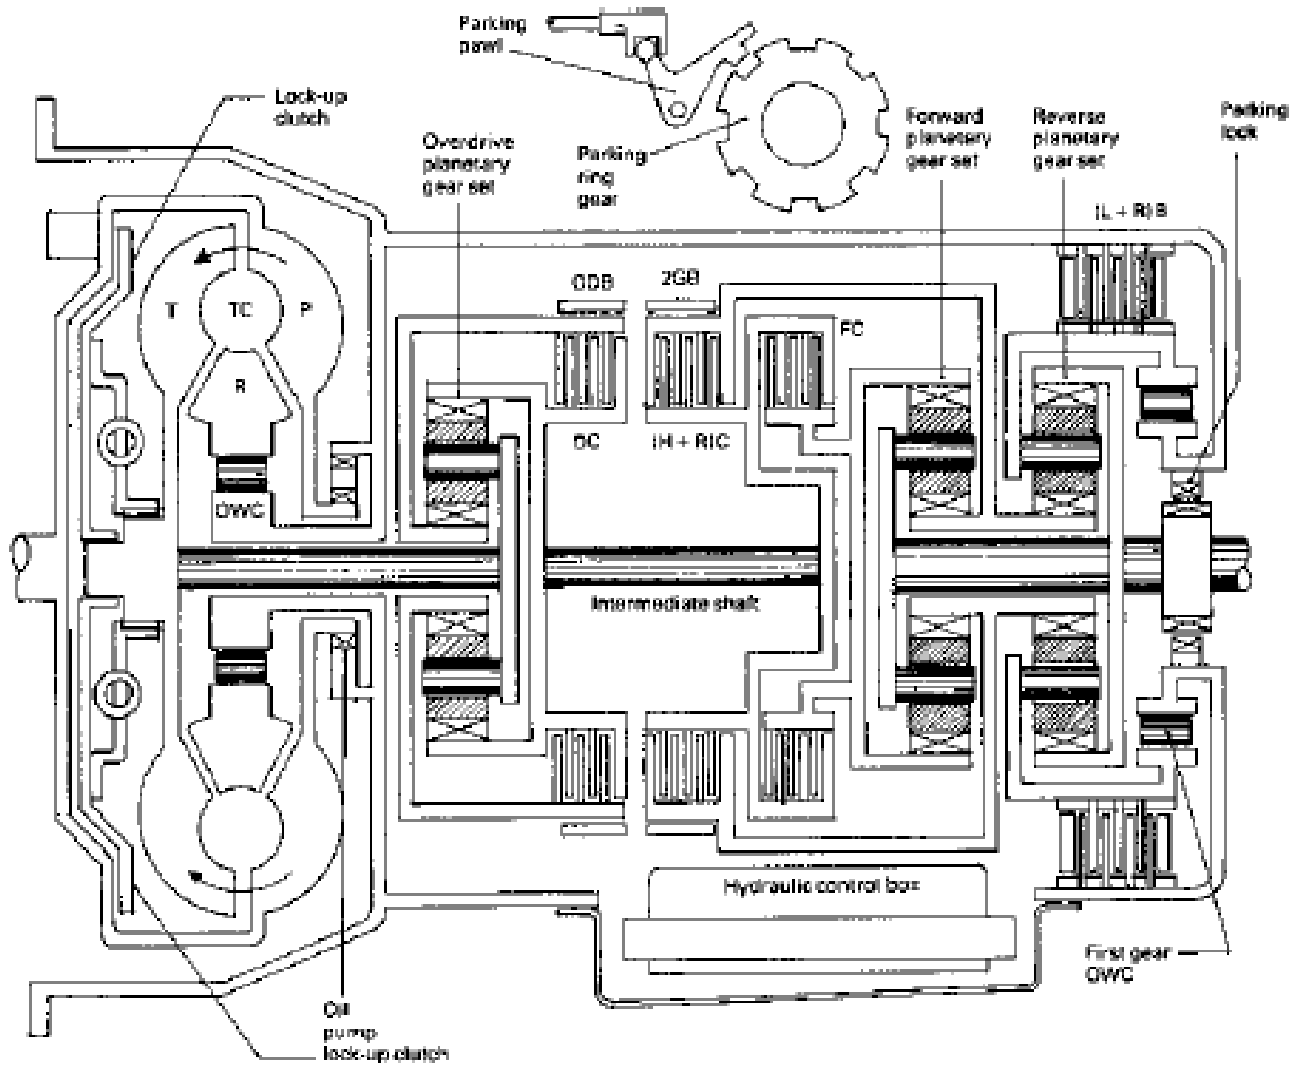 Parking
pawl
Lock-up
clutch
Overdrive
planetary
gear set
Parking
ring
gear
Forward
planetary
gear set
Reverse
planetary
gear set
Parking
lock
(L + R)B
ODB
2GB
T
TC
P
FC
R
DC
(H + R)C
OWC
Intermediate shaft
Hydraulic control box
First gear
OWC
Oil
pump
lock-up clutch